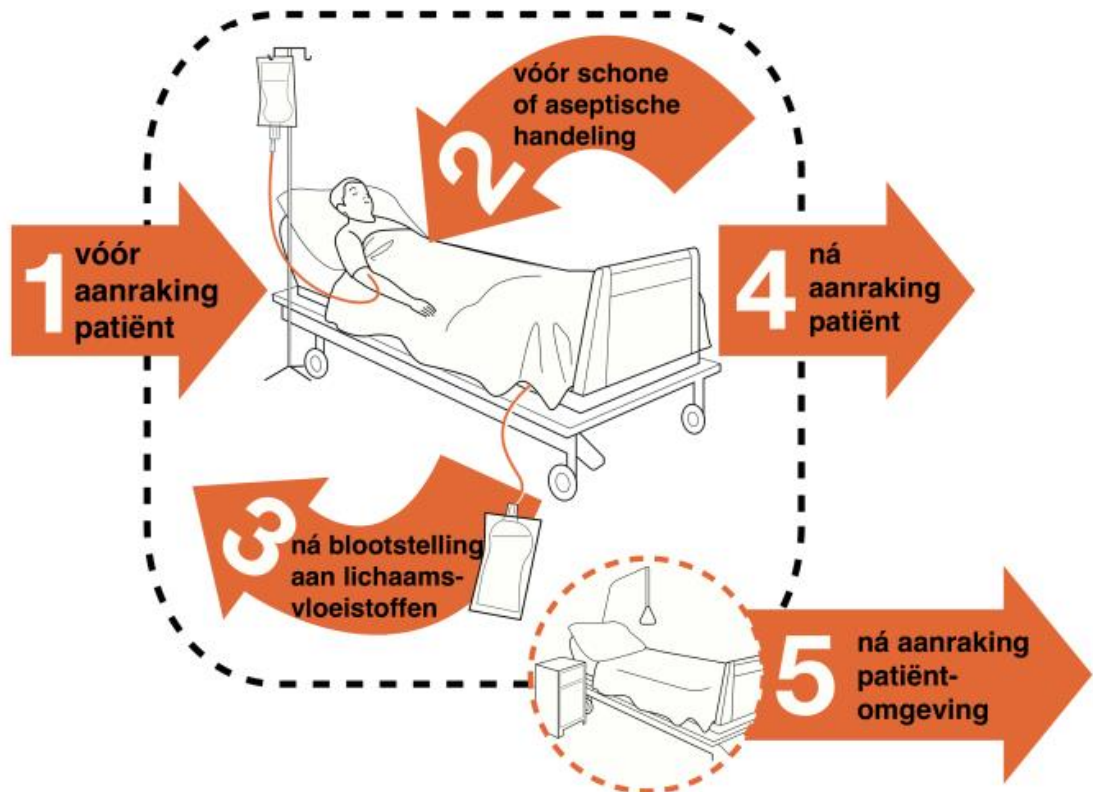 1
vóór
aanraking
patiënt
2
vóór schone
of aseptische
handeling
3
ná blootstelling
aan lichaams-
vloeistoffen
4
ná
aanraking
patiënt
5
ná aanraking
patiënt-
omgeving